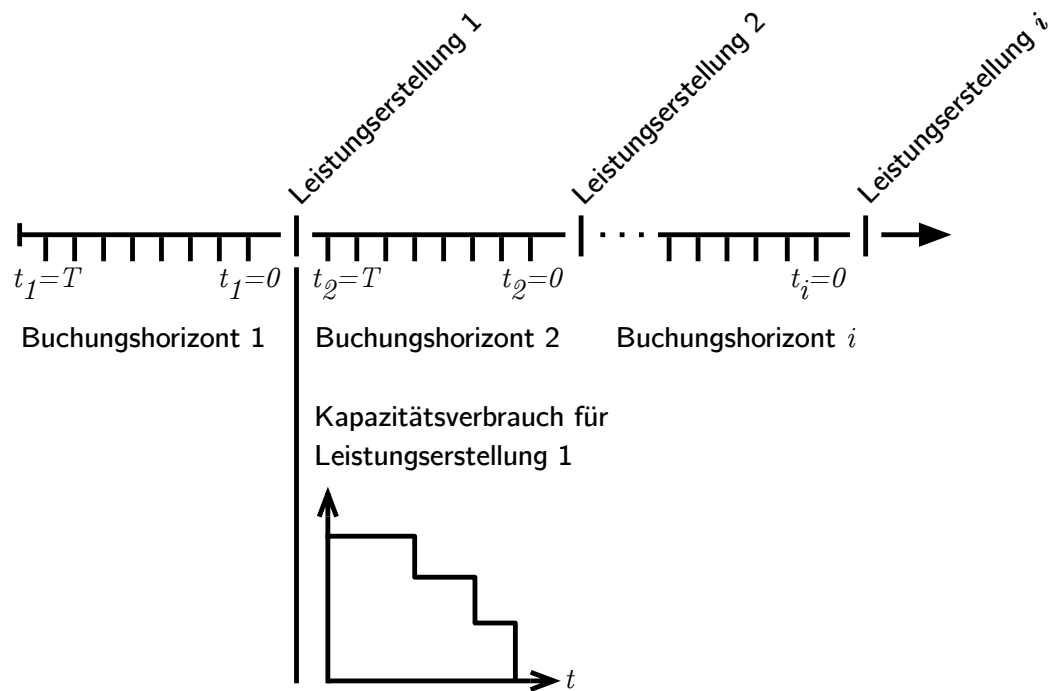 Leistungserstellung 1
Leistungserstellung 2
Leistungserstellung i
t1=T
t1=0
t2=T
t2=0
ti=0
Buchungshorizont 1
Buchungshorizont 2
Buchungshorizont i
Kapazitätsverbrauch für
Leistungserstellung 1
t